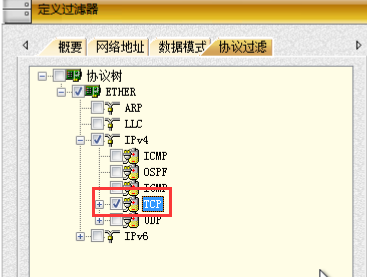 定义过滤器
概要 网络地址 数据模式 协议过滤
协议树
ETHER
ARP
LLC
IPv4
ICMP
OSPF
IGMP
TCP
UDP
IPv6